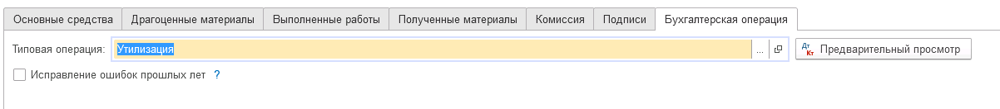 Основные средства Драгоценные материалы Выполненные работы Полученные материалы Комиссия Подписи Бухгалтерская операция
Типовая операция: Утилизация ... Дт Кт Предварительный просмотр
Исправление ошибок прошлых лет ?